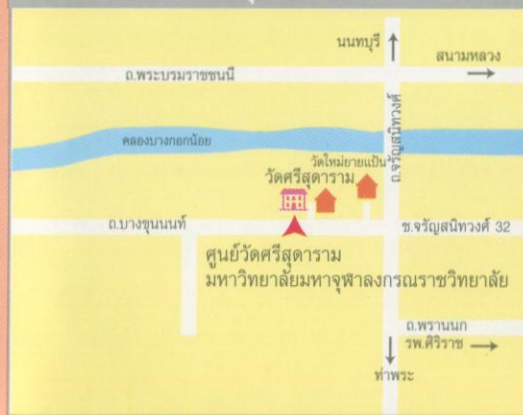 นนทบุรี
สนามหลวง
ถ.พระบรมราชชนนี
ถ.จรัญสนิทวงศ์
คลองบางกอกน้อย
วัดใหม่ยายแป้น
วัดศรีสุดาราม
ถ.บางขุนนนท์
ซ.จรัญสนิทวงศ์ 32
ศูนย์วัดศรีสุดาราม
มหาวิทยาลัยมหาจุฬาลงกรณราชวิทยาลัย
ถ.พรานนก
รพ.ศิริราช
ท่าพระ